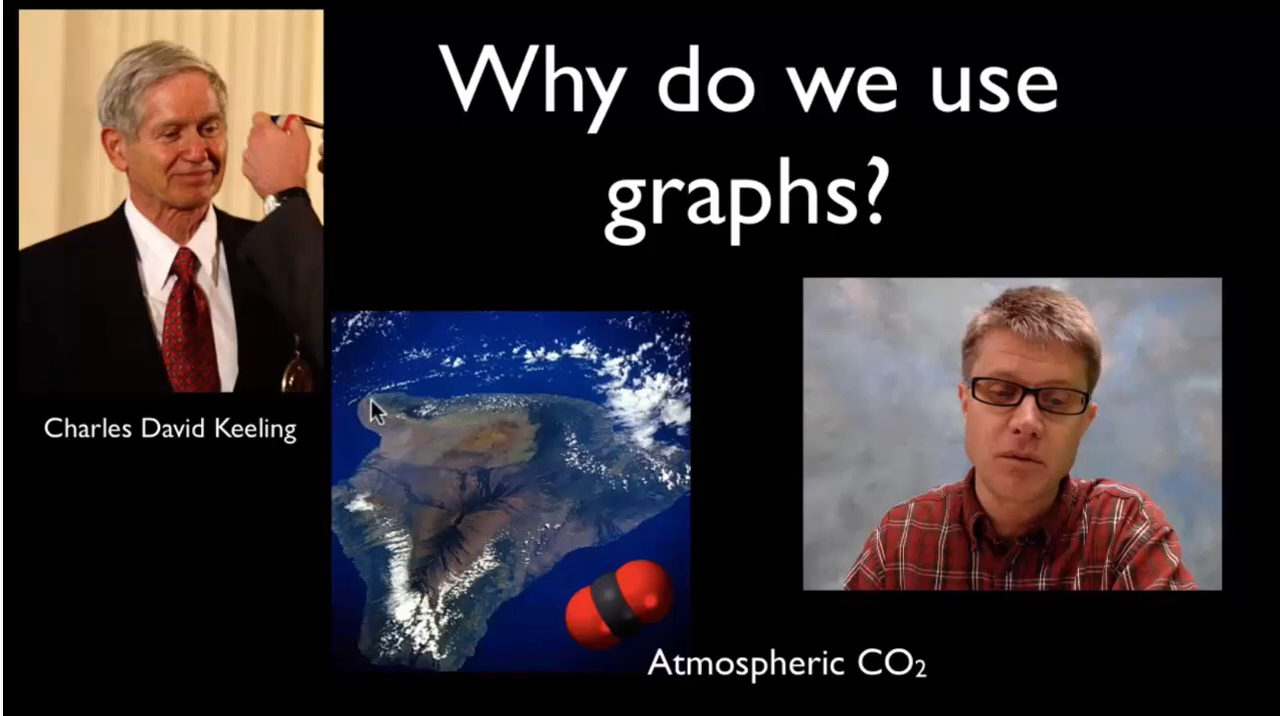 Why do we use
graphs?
Charles David Keeling
Atmospheric CO₂